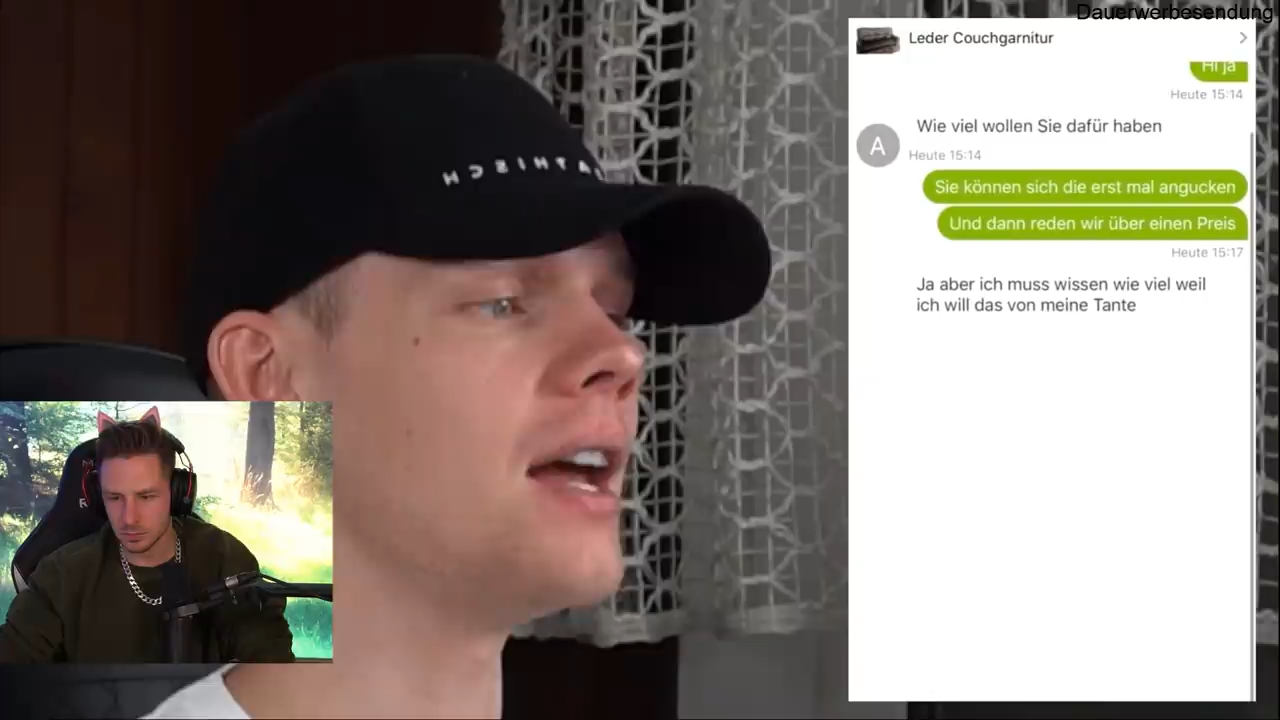 Dauerwerbesendung
Leder Couchgarnitur
Hi ja
Heute 15:14
Wie viel wollen Sie dafür haben
A
Heute 15:14
Sie können sich die erst mal angucken
Und dann reden wir über einen Preis
Heute 15:17
Ja aber ich muss wissen wie viel weil
ich will das von meine Tante